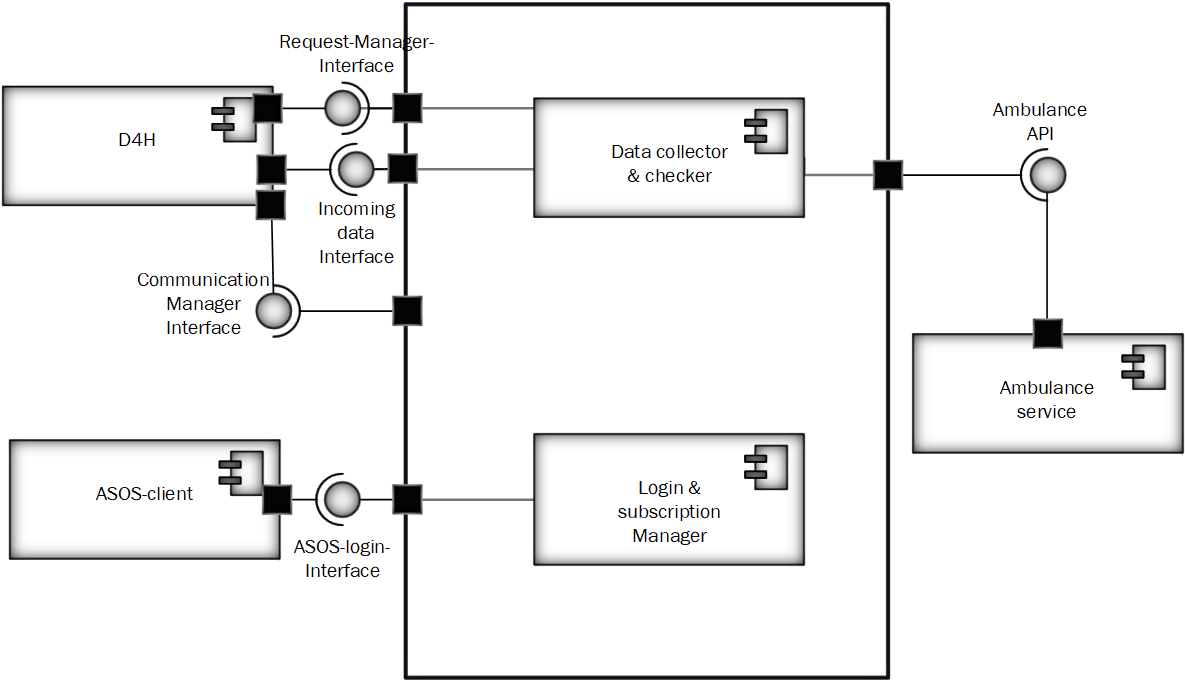 Request-Manager-
Interface
D4H
Data collector
& checker
Ambulance
API
Incoming
data
Interface
Communication
Manager
Interface
Ambulance
service
ASOS-client
Login &
subscription
Manager
ASOS-login-
Interface